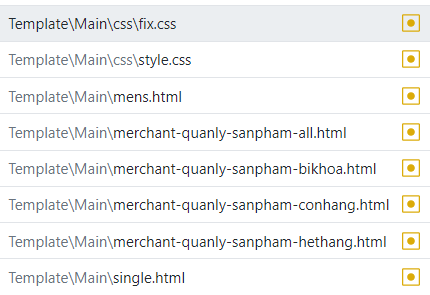 Template\Main\css\fix.css
Template\Main\css\style.css
Template\Main\mens.html
Template\Main\merchant-quanly-sanpham-all.html
Template\Main\merchant-quanly-sanpham-bikhoa.html
Template\Main\merchant-quanly-sanpham-conhang.html
Template\Main\merchant-quanly-sanpham-hethang.html
Template\Main\single.html